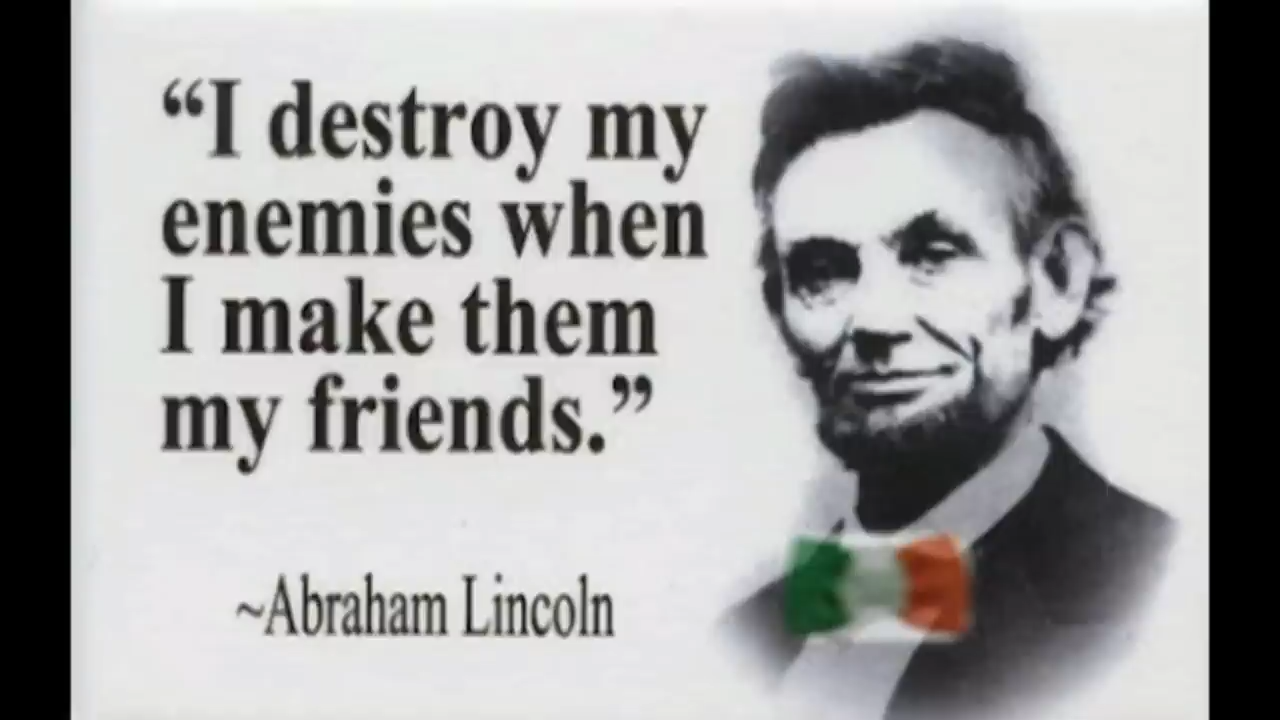 “I destroy my
enemies when
I make them
my friends.”
~Abraham Lincoln